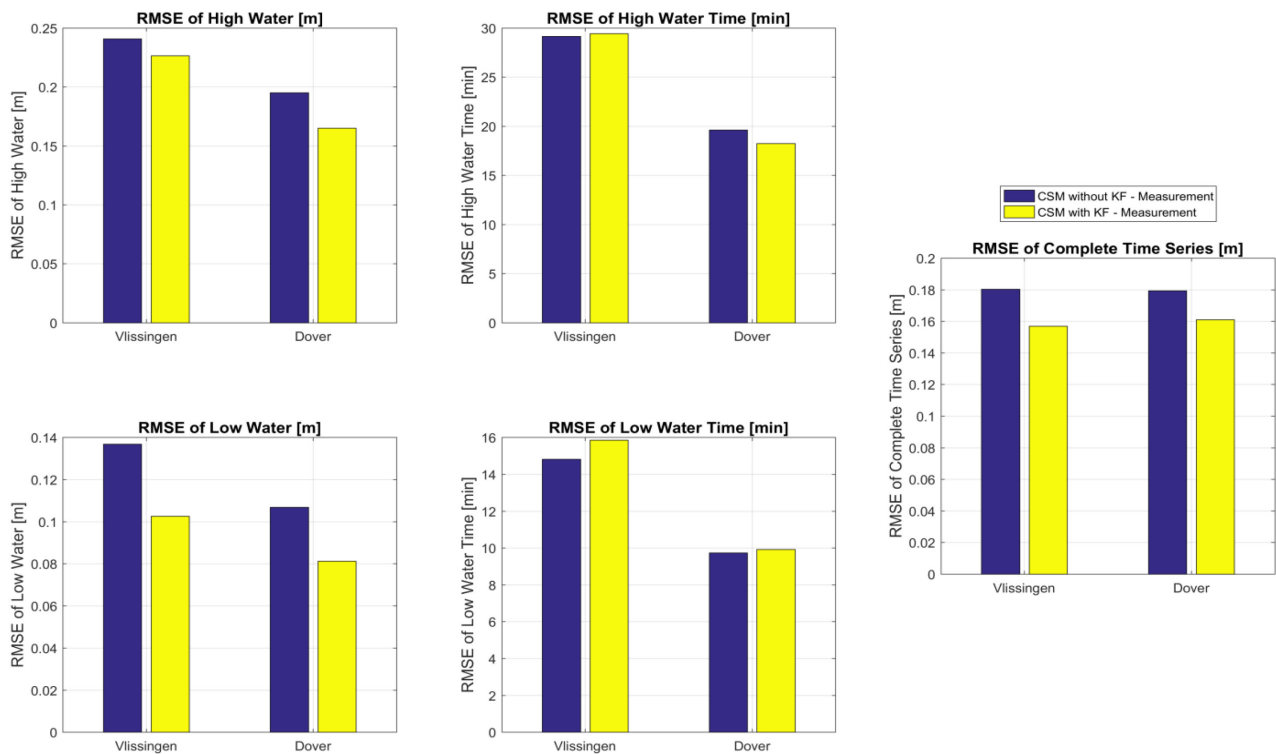 RMSE of High Water [m]
RMSE of High Water [m]
0.25
0.2
0.15
0.1
0.05
0
Vlissingen
Dover
RMSE of High Water Time [min]
RMSE of High Water Time [min]
30
25
20
15
10
5
0
Vlissingen
Dover
CSM without KF - Measurement
CSM with KF - Measurement
RMSE of Complete Time Series [m]
RMSE of Complete Time Series [m]
0.2
0.18
0.16
0.14
0.12
0.1
0.08
0.06
0.04
0.02
0
Vlissingen
Dover
RMSE of Low Water [m]
RMSE of Low Water [m]
0.14
0.12
0.1
0.08
0.06
0.04
0.02
0
Vlissingen
Dover
RMSE of Low Water Time [min]
RMSE of Low Water Time [min]
16
14
12
10
8
6
4
2
0
Vlissingen
Dover